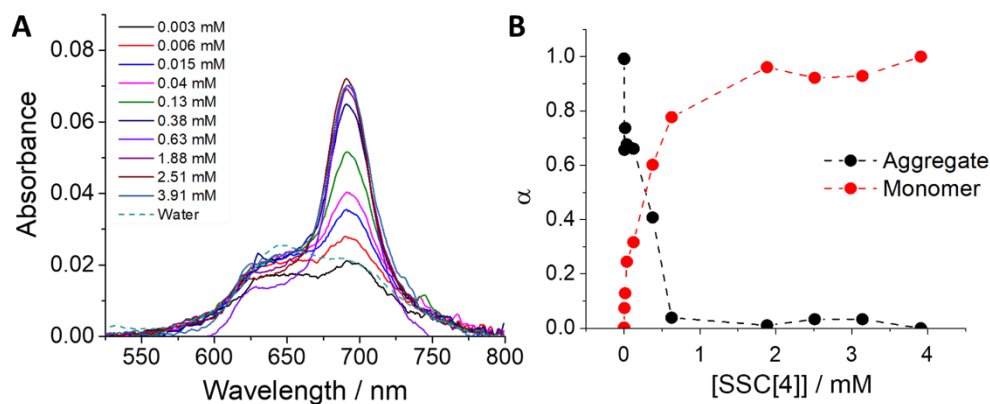 A
0.003 mM
0.006 mM
0.015 mM
0.04 mM
0.13 mM
0.38 mM
0.63 mM
1.88 mM
2.51 mM
3.91 mM
Water
0.08
0.06
0.04
0.02
0.00
Absorbance
550 600 650 700 750 800
Wavelength / nm
B
1.0
0.8
0.6
0.4
0.2
0.0
α
Aggregate
Monomer
0 1 2 3 4
[SSC[4]] / mM